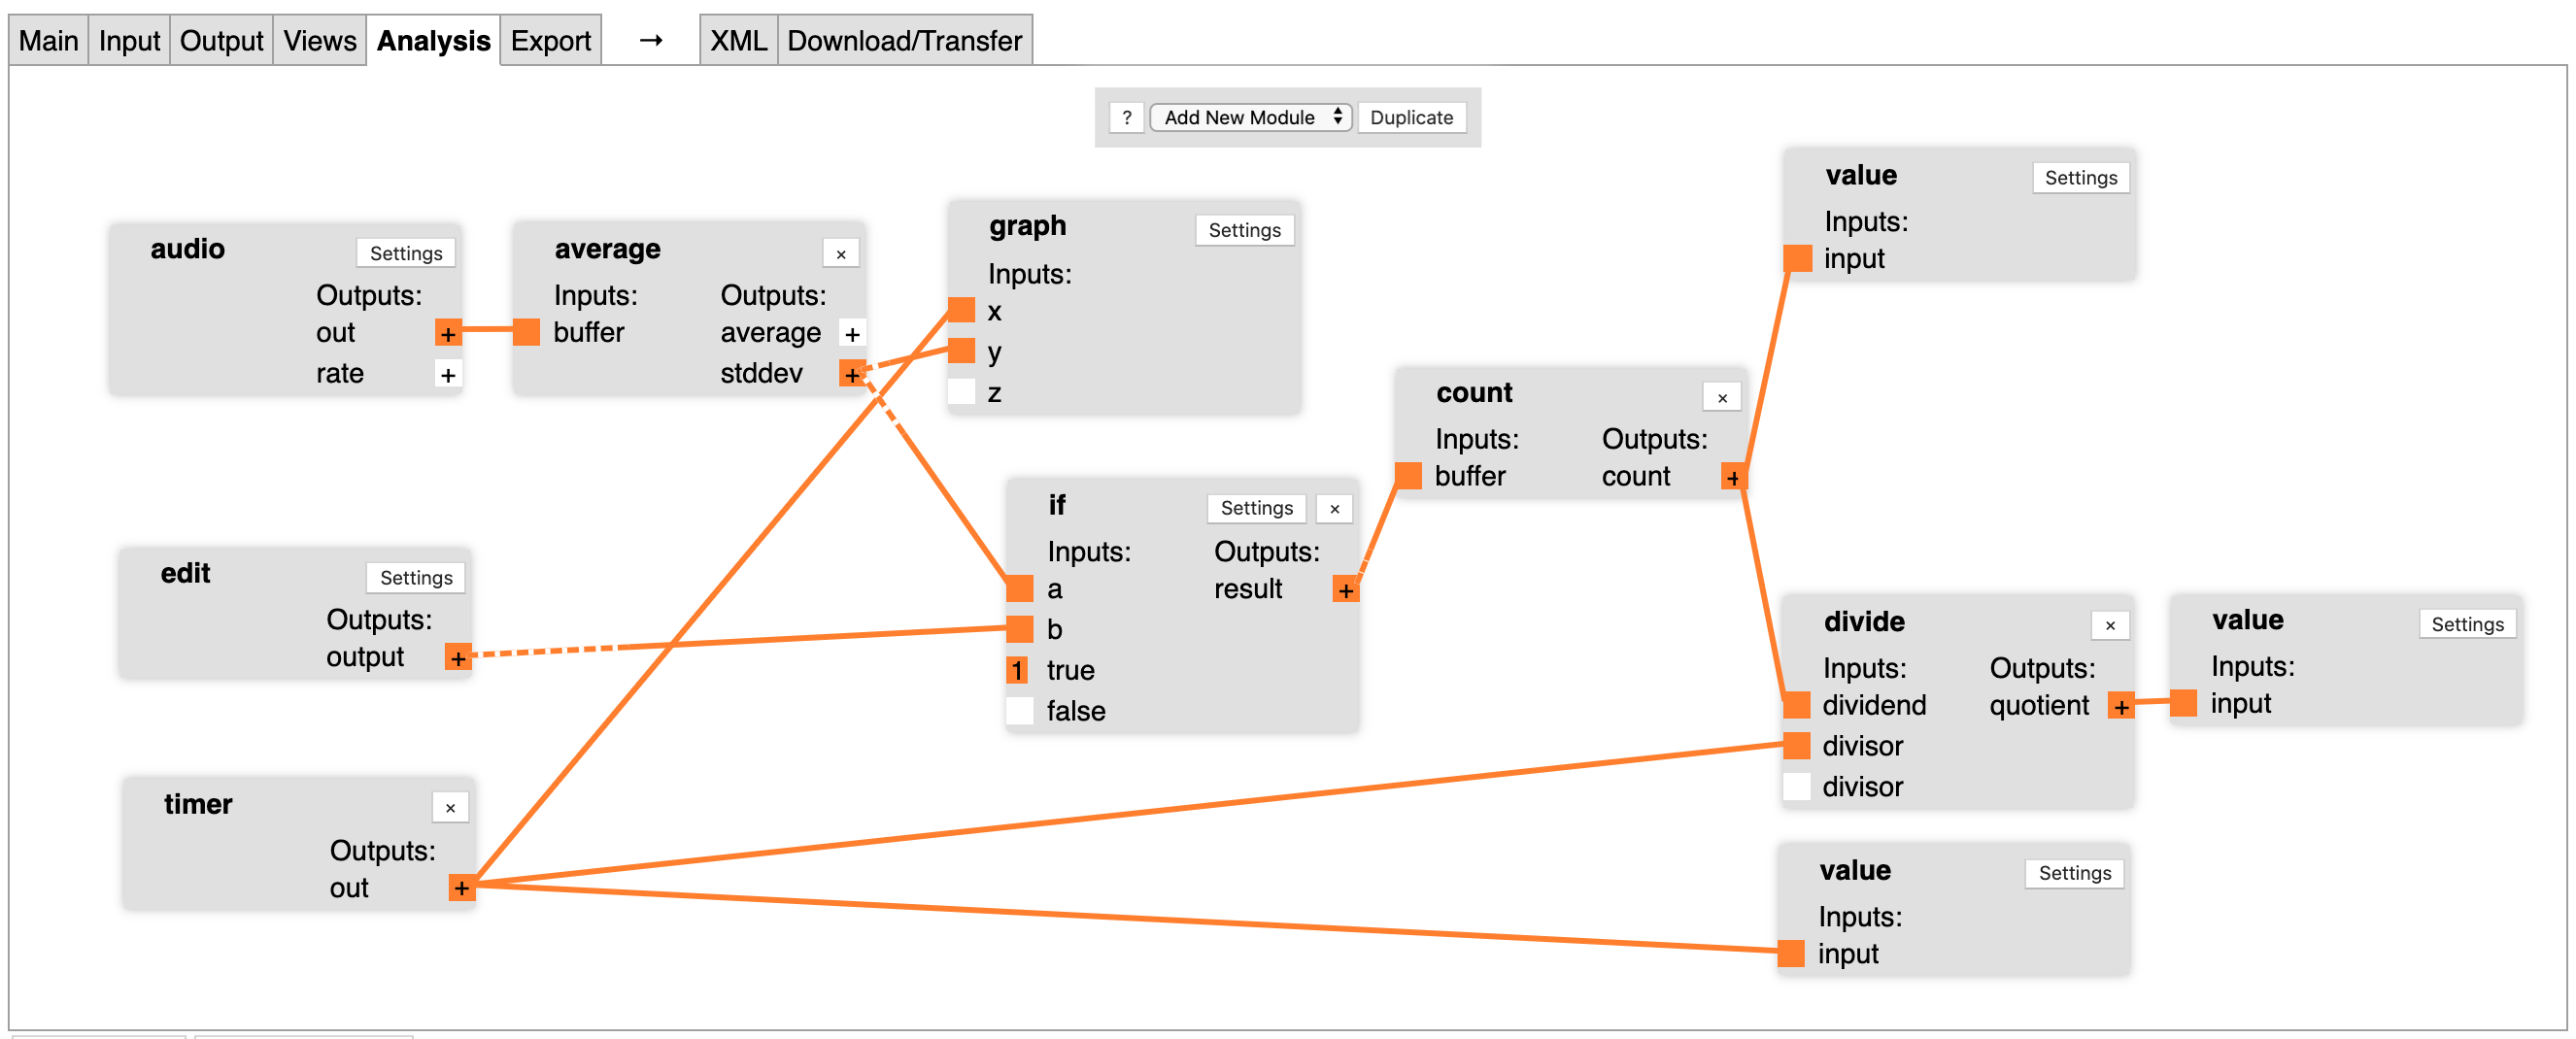 Main Input Output Views Analysis Export → XML Download/Transfer
? Add New Module Duplicate
audio Settings
Outputs:
out +
rate +
average ×
Inputs: Outputs:
buffer average +
stddev +
graph Settings
Inputs:
x
y
z
value Settings
Inputs:
input
count ×
Inputs: Outputs:
buffer count +
edit Settings
Outputs:
output +
if Settings ×
Inputs: Outputs:
a result +
b
1 true
false
divide ×
Inputs: Outputs:
dividend quotient +
divisor
divisor
value Settings
Inputs:
input
timer ×
Outputs:
out +
value Settings
Inputs:
input